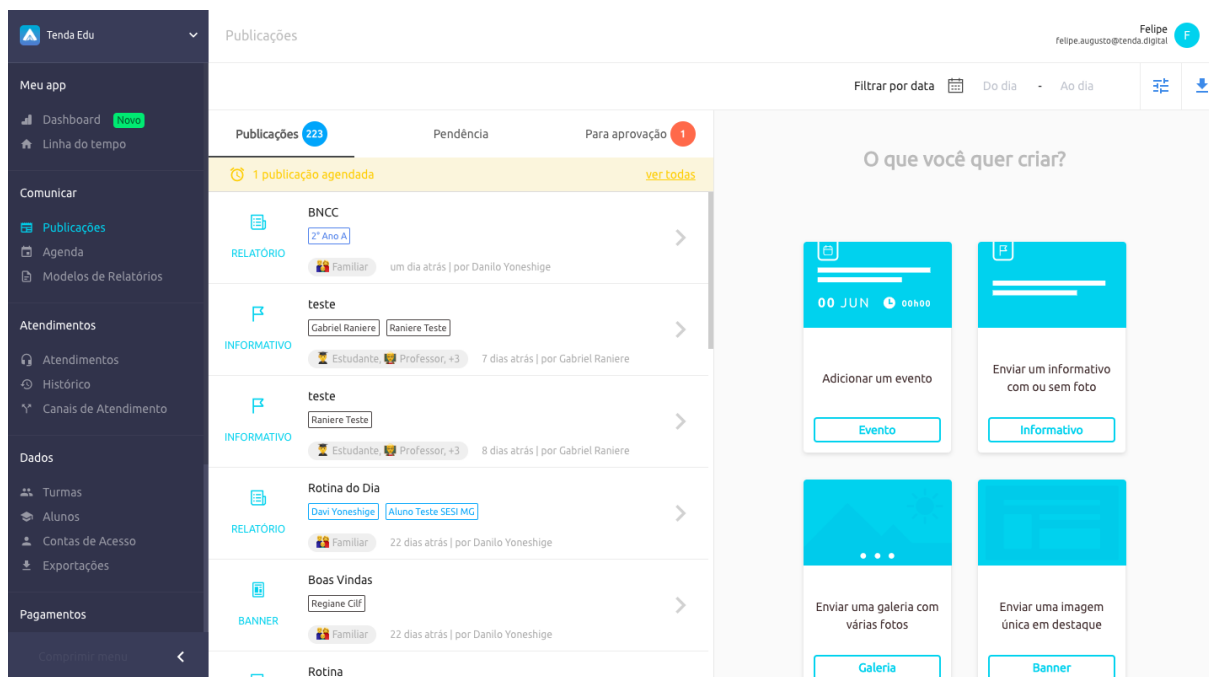 Tenda Edu
Meu app
Dashboard Novo
Linha do tempo
Comunicar
Publicações
Agenda
Modelos de Relatórios
Atendimentos
Atendimentos
Histórico
Canais de Atendimento
Dados
Turmas
Alunos
Contas de Acesso
Exportações
Pagamentos
Comprimir menu
Publicações
Felipe
felipe.augusto@tenda.digital
F
Filtrar por data Do dia - Ao dia
Publicações 223 Pendência Para aprovação 1
1 publicação agendada ver todas
BNCC
2° Ano A
RELATÓRIO
Familiar um dia atrás | por Danilo Yoneshige
teste
Gabriel Raniere Raniere Teste
INFORMATIVO
Estudante, Professor, +3 7 dias atrás | por Gabriel Raniere
teste
Raniere Teste
INFORMATIVO
Estudante, Professor, +3 8 dias atrás | por Gabriel Raniere
Rotina do Dia
Davi Yoneshige Aluno Teste SESI MG
RELATÓRIO
Familiar 22 dias atrás | por Danilo Yoneshige
Boas Vindas
Regiane Cilf
BANNER
Familiar 22 dias atrás | por Danilo Yoneshige
Rotina
O que você quer criar?
00 JUN 00h00
Adicionar um evento
Evento
Enviar um informativo
com ou sem foto
Informativo
Enviar uma galeria com
várias fotos
Galeria
Enviar uma imagem
única em destaque
Banner